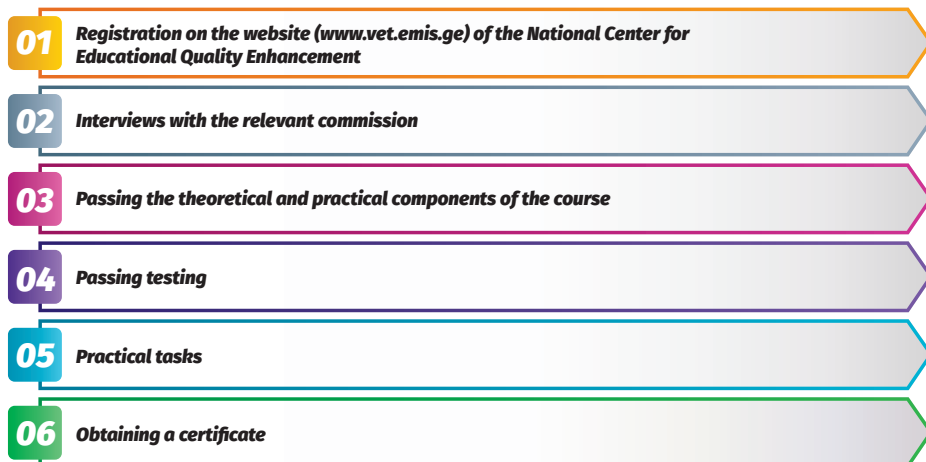 01
Registration on the website (www.vet.emis.ge) of the National Center for
Educational Quality Enhancement
02
Interviews with the relevant commission
03
Passing the theoretical and practical components of the course
04
Passing testing
05
Practical tasks
06
Obtaining a certificate